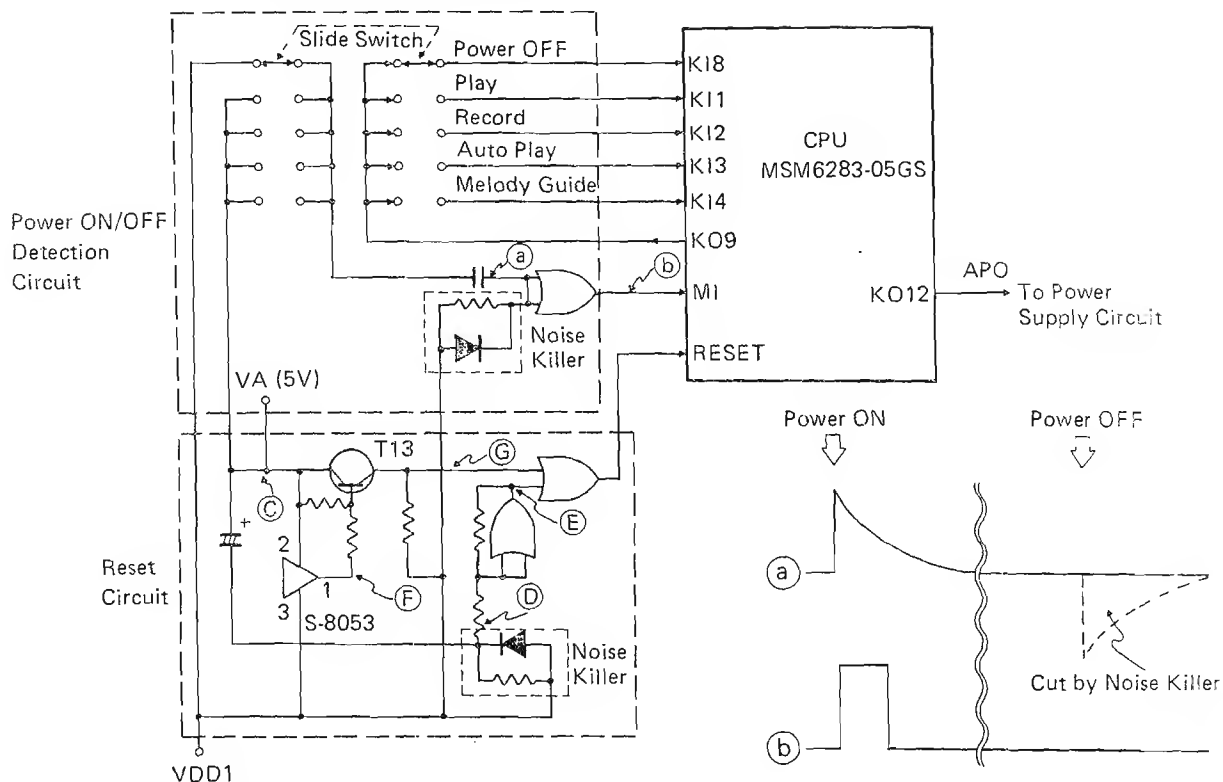 Slide Switch
Power OFF
Play
Record
Auto Play
Melody Guide
KI8
KI1
KI2
KI3
KI4
KO9
MI
RESET
CPU
MSM6283-05GS
KO12
APO
To Power
Supply Circuit
Power ON/OFF
Detection
Circuit
a
b
Noise
Killer
VA (5V)
T13
G
C
E
+
2
1
3
F
D
S-8053
Reset
Circuit
Noise
Killer
VDD1
Power ON
Power OFF
a
Cut by Noise Killer
b